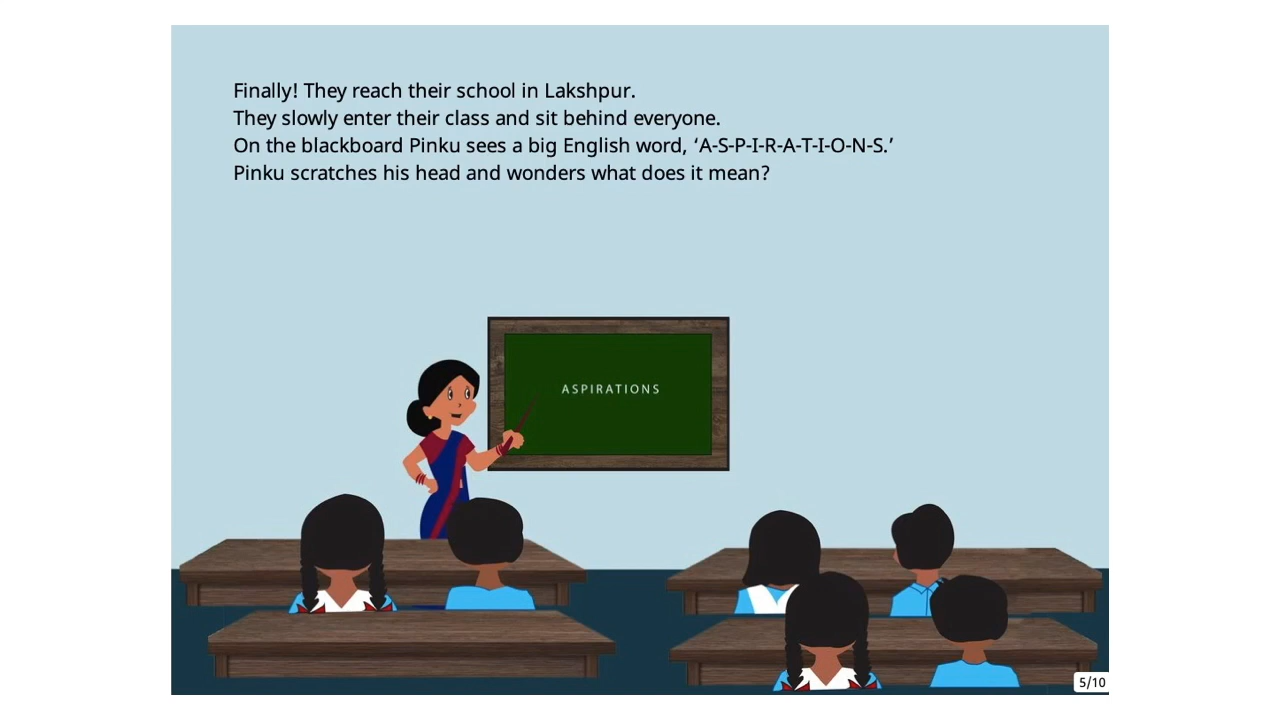 Finally! They reach their school in Lakshpur.
They slowly enter their class and sit behind everyone.
On the blackboard Pinku sees a big English word, ‘A-S-P-I-R-A-T-I-O-N-S.’
Pinku scratches his head and wonders what does it mean?
ASPIRATIONS
5/10